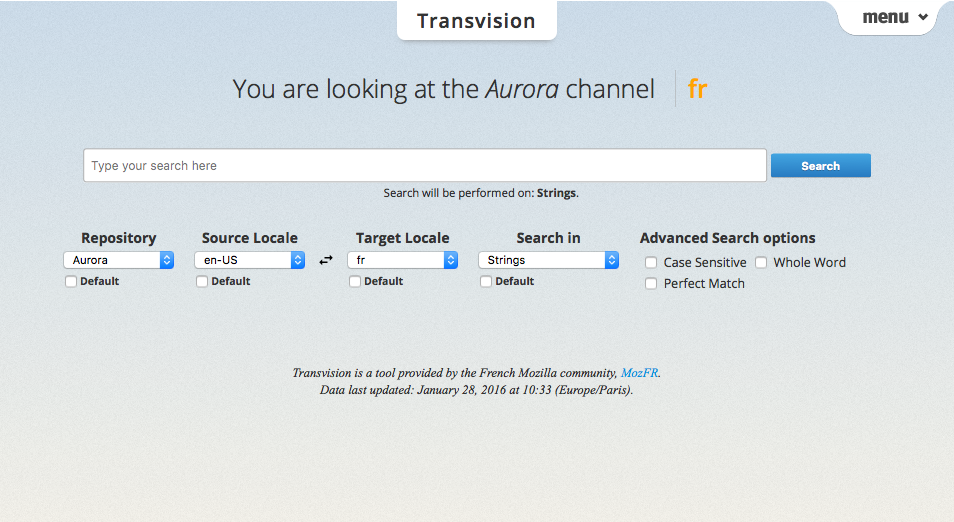 Transvision
menu
You are looking at the Aurora channel fr
Type your search here
Search
Search will be performed on: Strings.
Repository Source Locale Target Locale Search in Advanced Search options
Aurora en-US fr Strings Case Sensitive Whole Word
Default Default Default Default Perfect Match
Transvision is a tool provided by the French Mozilla community, MozFR.
Data last updated: January 28, 2016 at 10:33 (Europe/Paris).